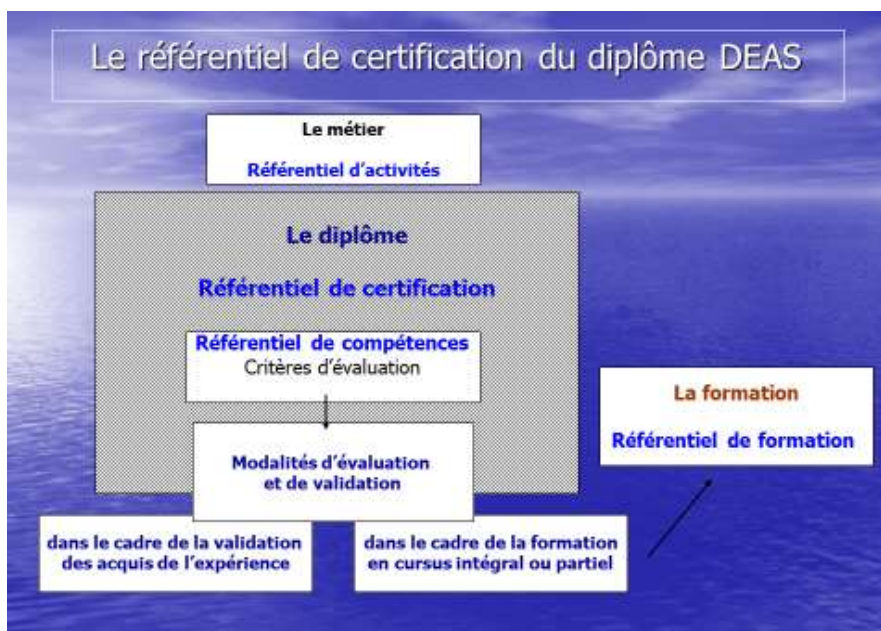 Le référentiel de certification du diplôme DEAS
Le métier
Référentiel d'activités
Le diplôme
Référentiel de certification
Référentiel de compétences
Critères d'évaluation
Modalités d'évaluation
et de validation
dans le cadre de la validation
des acquis de l'expérience
dans le cadre de la formation
en cursus intégral ou partiel
La formation
Référentiel de formation